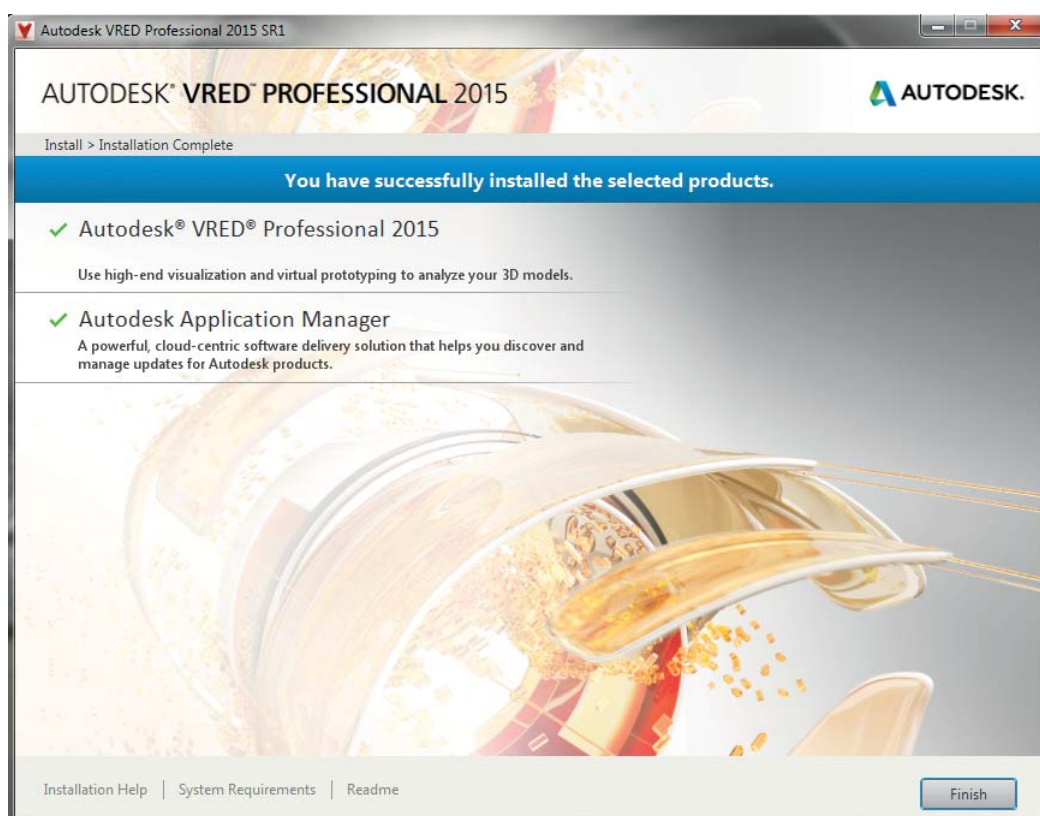 Autodesk VRED Professional 2015 SR1
AUTODESK® VRED™ PROFESSIONAL 2015
AUTODESK.
Install > Installation Complete
You have successfully installed the selected products.
Autodesk® VRED® Professional 2015
Use high-end visualization and virtual prototyping to analyze your 3D models.
Autodesk Application Manager
A powerful, cloud-centric software delivery solution that helps you discover and
manage updates for Autodesk products.
Installation Help | System Requirements | Readme
Finish